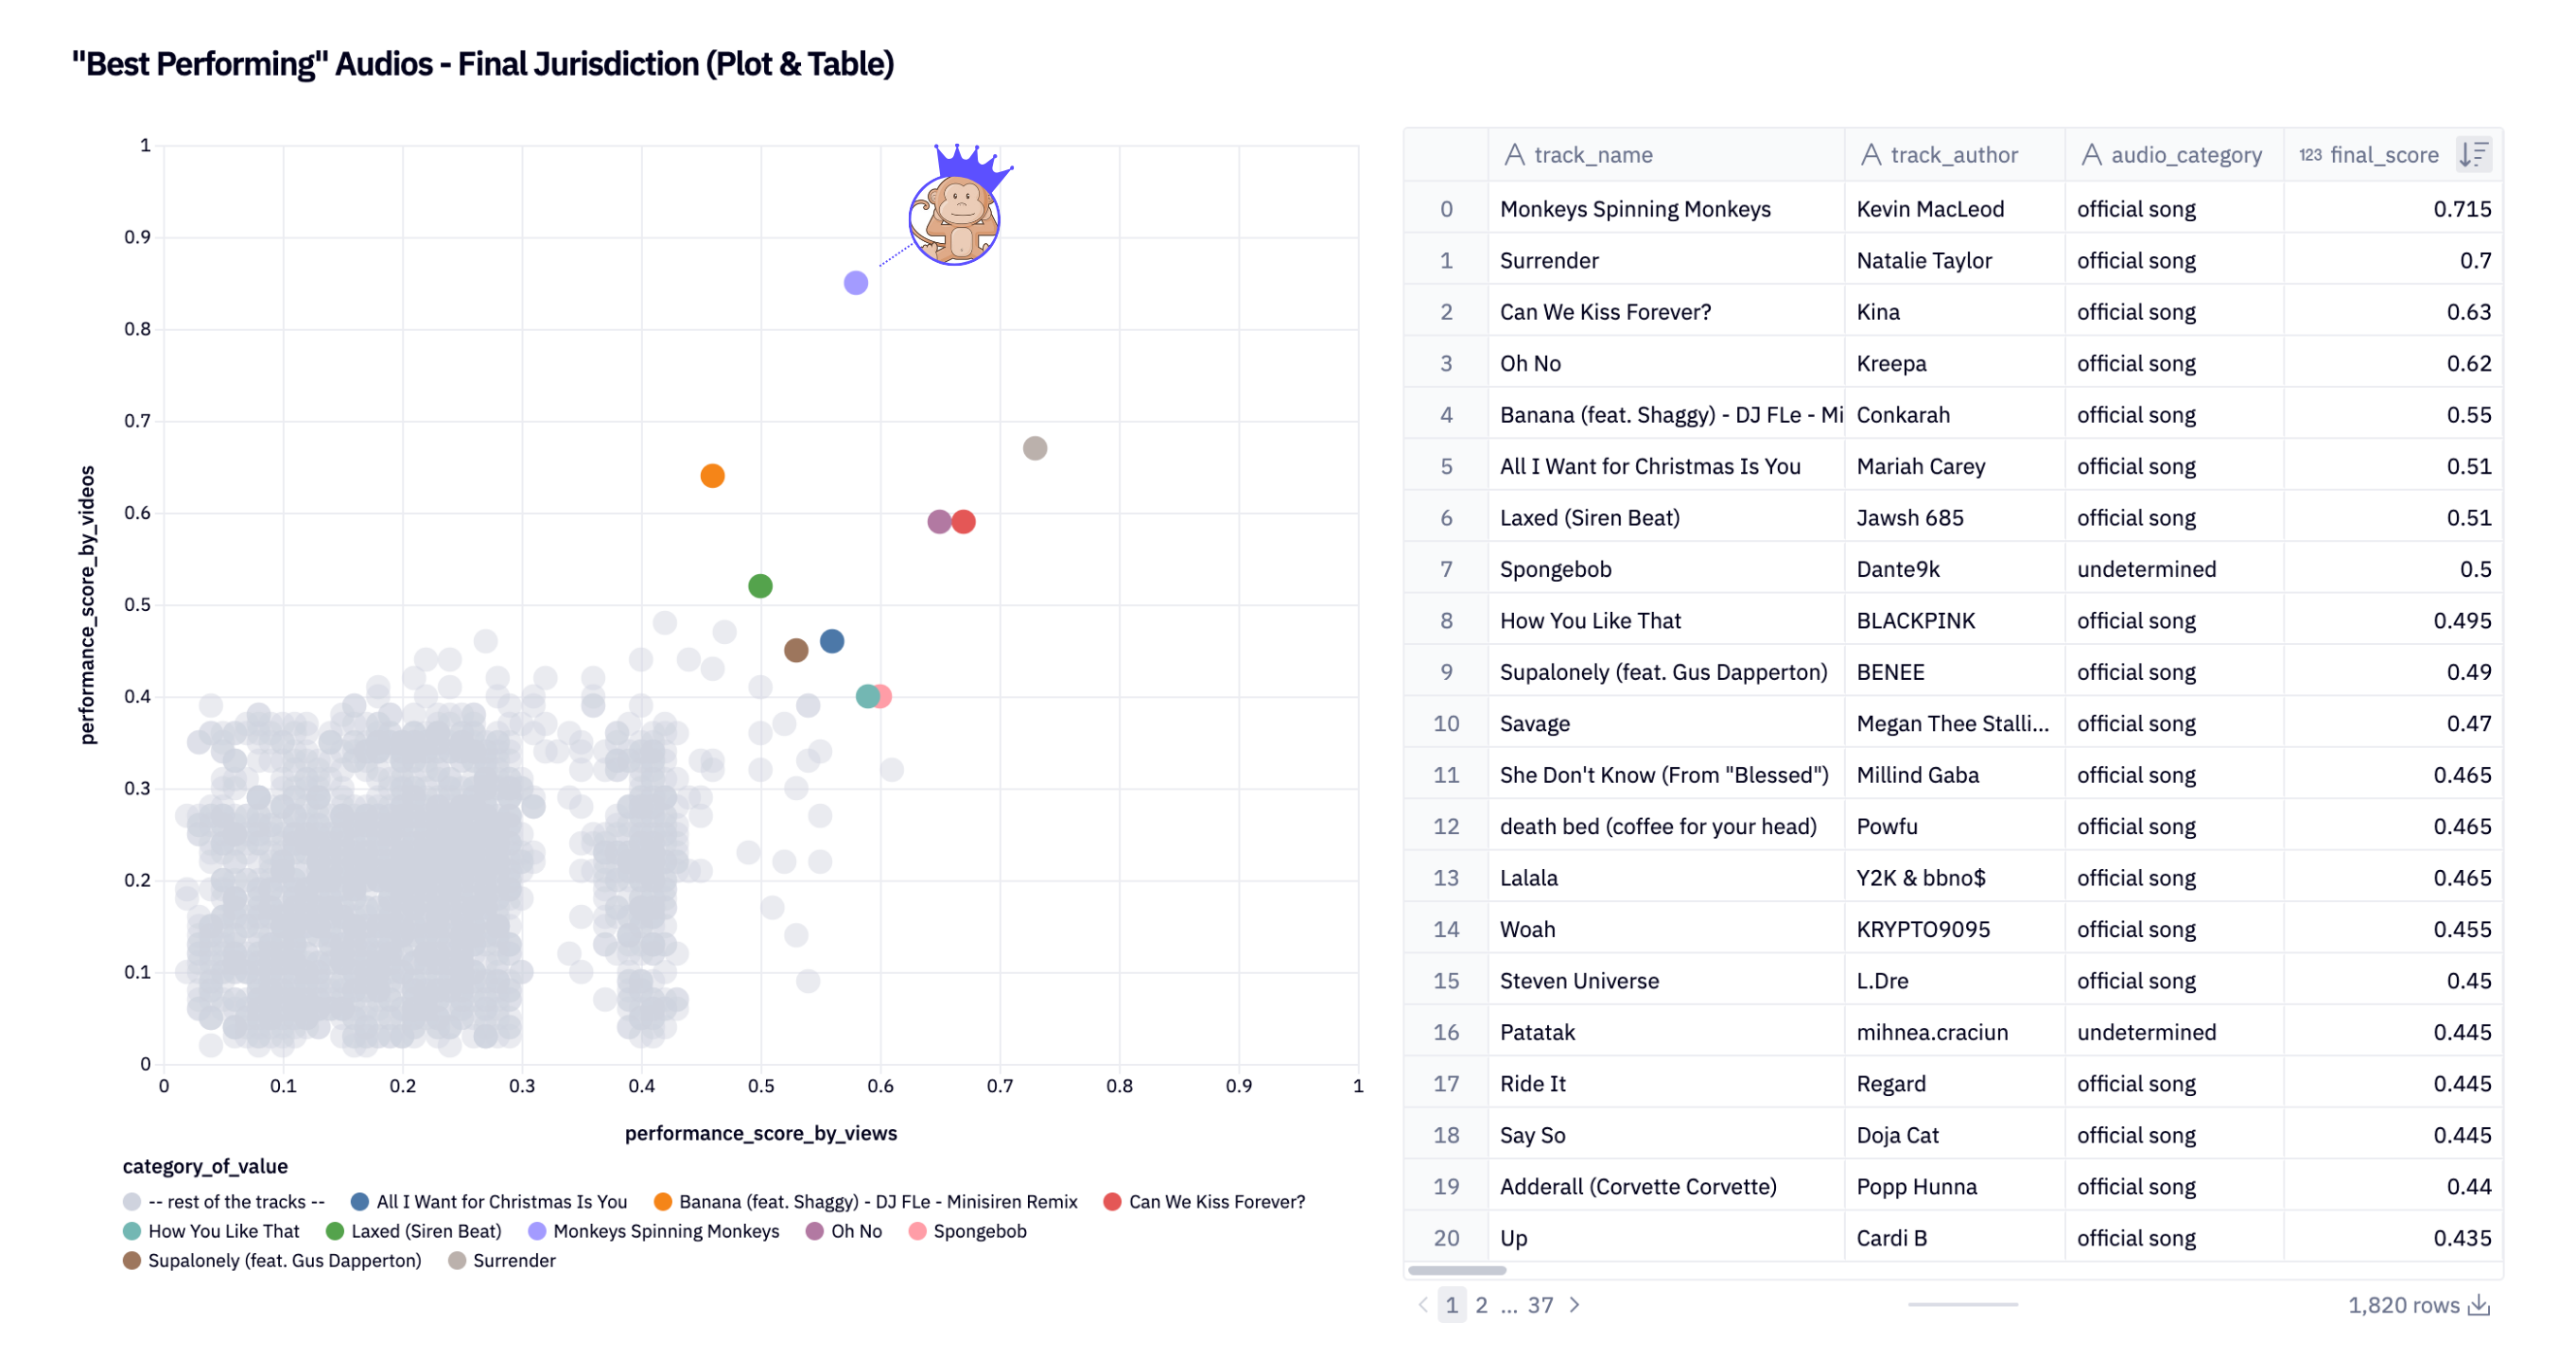 "Best Performing" Audios - Final Jurisdiction (Plot & Table)
1
0.9
0.8
0.7
0.6
0.5
0.4
0.3
0.2
0.1
0
performance_score_by_videos
0 0.1 0.2 0.3 0.4 0.5 0.6 0.7 0.8 0.9 1
performance_score_by_views
category_of_value
-- rest of the tracks -- All I Want for Christmas Is You Banana (feat. Shaggy) - DJ FLe - Minisiren Remix Can We Kiss Forever?
How You Like That Laxed (Siren Beat) Monkeys Spinning Monkeys Oh No Spongebob
Supalonely (feat. Gus Dapperton) Surrender
A track_name A track_author A audio_category 123 final_score
0 Monkeys Spinning Monkeys Kevin MacLeod official song 0.715
1 Surrender Natalie Taylor official song 0.7
2 Can We Kiss Forever? Kina official song 0.63
3 Oh No Kreepa official song 0.62
4 Banana (feat. Shaggy) - DJ FLe - Mi Conkarah official song 0.55
5 All I Want for Christmas Is You Mariah Carey official song 0.51
6 Laxed (Siren Beat) Jawsh 685 official song 0.51
7 Spongebob Dante9k undetermined 0.5
8 How You Like That BLACKPINK official song 0.495
9 Supalonely (feat. Gus Dapperton) BENEE official song 0.49
10 Savage Megan Thee Stalli... official song 0.47
11 She Don't Know (From "Blessed") Millind Gaba official song 0.465
12 death bed (coffee for your head) Powfu official song 0.465
13 Lalala Y2K & bbno$ official song 0.465
14 Woah KRYPTO9095 official song 0.455
15 Steven Universe L.Dre official song 0.45
16 Patatak mihnea.craciun undetermined 0.445
17 Ride It Regard official song 0.445
18 Say So Doja Cat official song 0.445
19 Adderall (Corvette Corvette) Popp Hunna official song 0.44
20 Up Cardi B official song 0.435
1 2 ... 37 1,820 rows